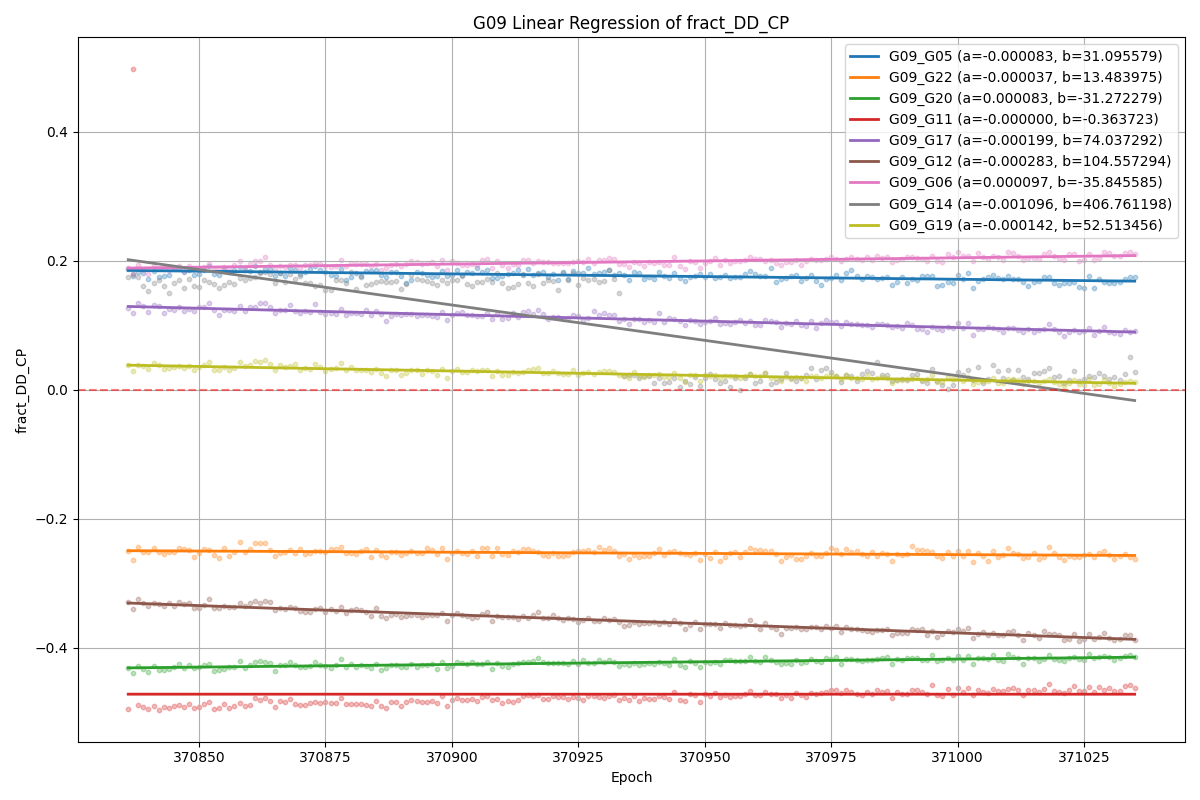 G09 Linear Regression of fract_DD_CP
G09_G05 (a=-0.000083, b=31.095579)
G09_G22 (a=-0.000037, b=13.483975)
G09_G20 (a=0.000083, b=-31.272279)
G09_G11 (a=-0.000000, b=-0.363723)
G09_G17 (a=-0.000199, b=74.037292)
G09_G12 (a=-0.000283, b=104.557294)
G09_G06 (a=0.000097, b=-35.845585)
G09_G14 (a=-0.001096, b=406.761198)
G09_G19 (a=-0.000142, b=52.513456)
fract_DD_CP
0.4
0.2
0.0
−0.2
−0.4
370850 370875 370900 370925 370950 370975 371000 371025
Epoch